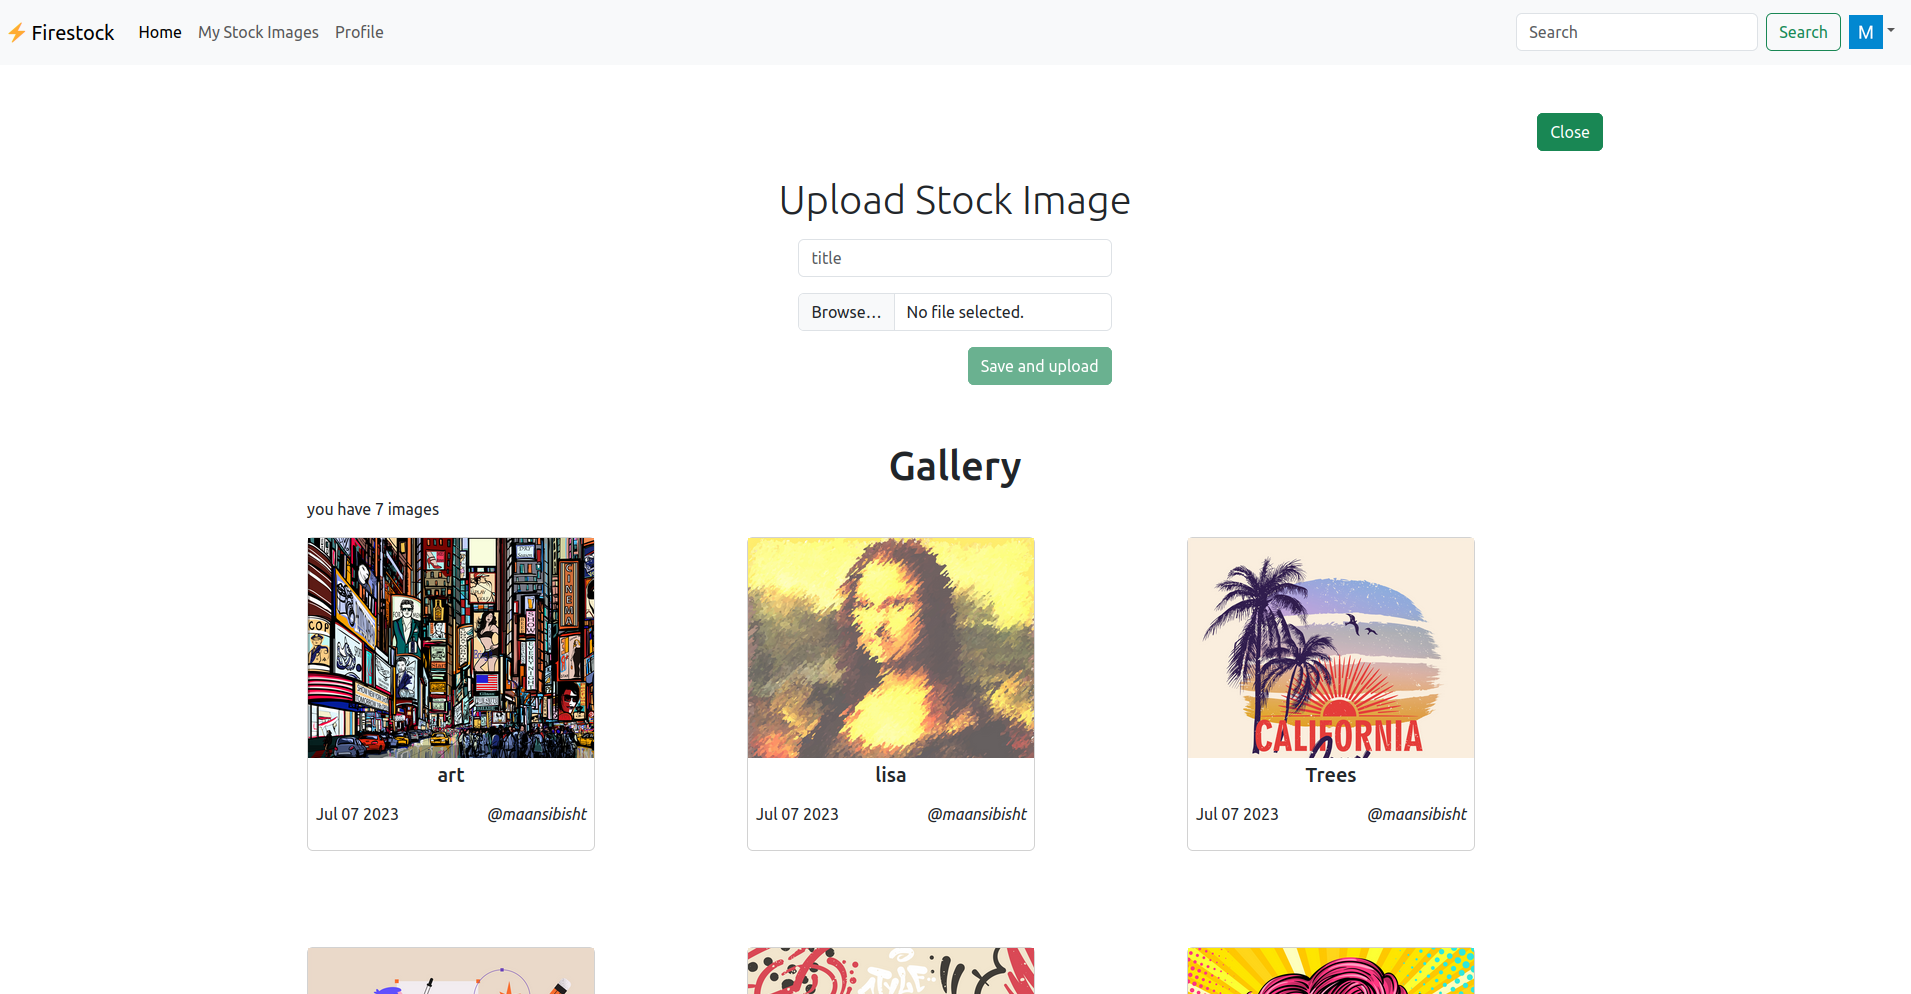 ⚡ Firestock Home My Stock Images Profile Search Search M
Close
Upload Stock Image
title
Browse... No file selected.
Save and upload
Gallery
you have 7 images
COP
CINEMA
CALIFORNIA
art
Jul 07 2023 @maansibisht
lisa
Jul 07 2023 @maansibisht
Trees
Jul 07 2023 @maansibisht
STYLE